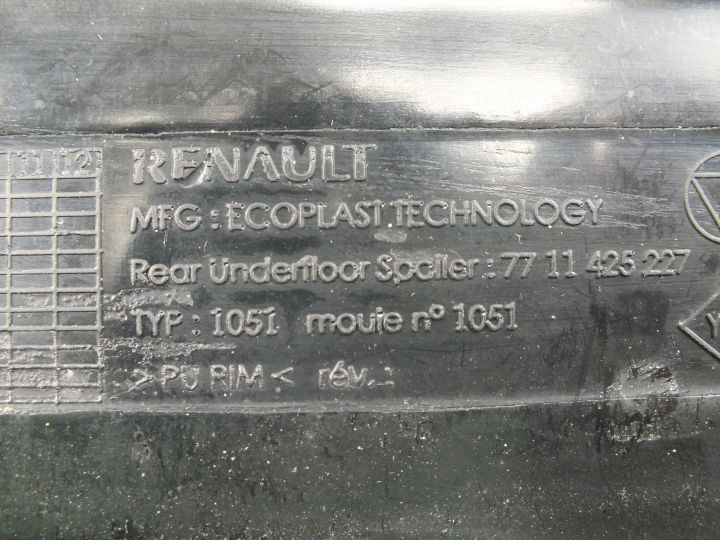 11 12
RENAULT
MFG : ECOPLAST TECHNOLOGY
Rear Underfloor Spoiler : 77 11 425 227
TYP : 1051 moule n° 1051
>PU RIM< rév.: